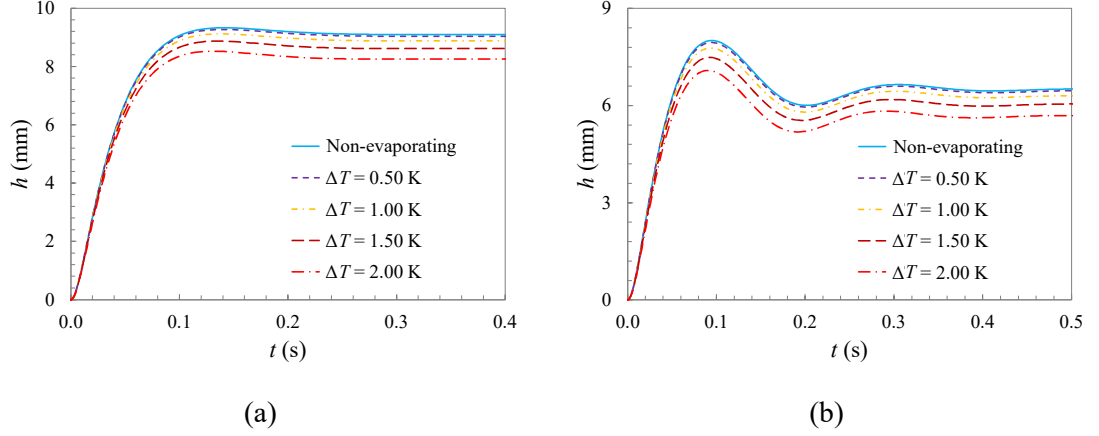 10
8
6
4
2
0
h (mm)
Non-evaporating
ΔT = 0.50 K
ΔT = 1.00 K
ΔT = 1.50 K
ΔT = 2.00 K
0.0 0.1 0.2 0.3 0.4
t (s)
(a)
9
6
3
0
h (mm)
Non-evaporating
ΔT = 0.50 K
ΔT = 1.00 K
ΔT = 1.50 K
ΔT = 2.00 K
0.0 0.1 0.2 0.3 0.4 0.5
t (s)
(b)